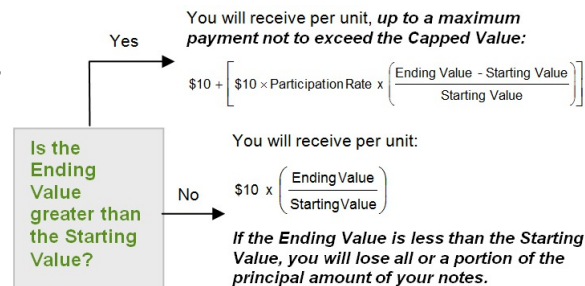 You will receive per unit, up to a maximum
payment not to exceed the Capped Value:
Yes
$10 + [ $10 × Participation Rate x ( Ending Value - Starting Value / Starting Value ) ]
Is the
Ending
Value
greater than
the Starting
Value?
No
You will receive per unit:
$10 x ( Ending Value / Starting Value )
If the Ending Value is less than the Starting
Value, you will lose all or a portion of the
principal amount of your notes.